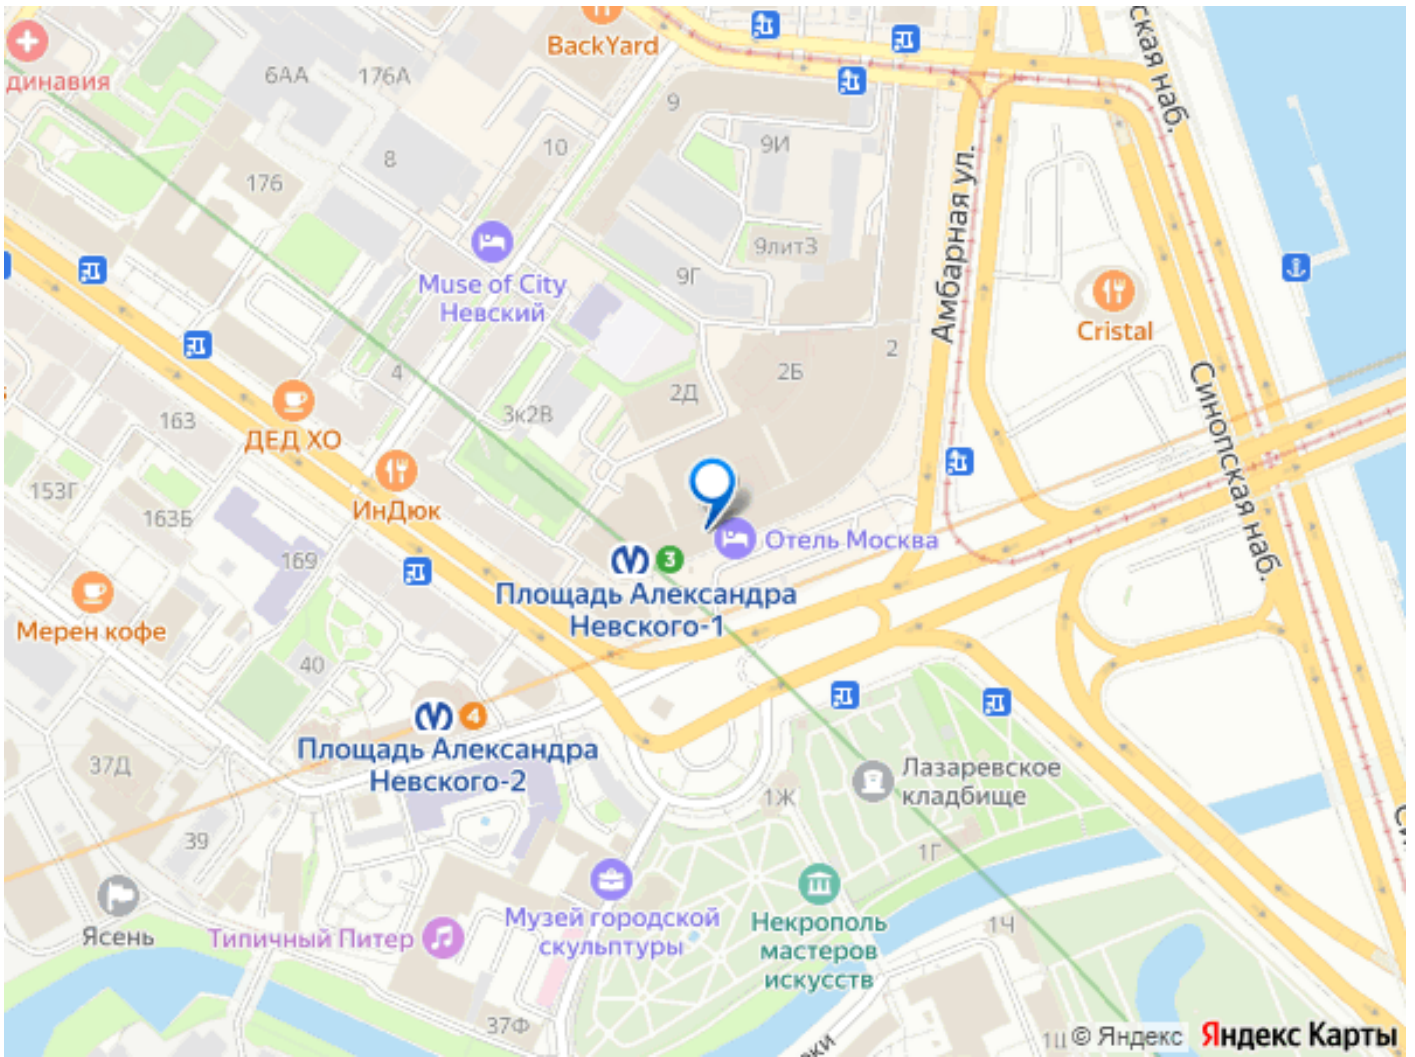 BackYard
динавия
6АА
176А
8
176
10
9
9И
9лит3
9Г
ская наб.
Амбарная ул.
Muse of City
Невский
Cristal
4
3к2В
2Д
2Б
2
163
ДЕД ХО
ИнДюк
153Г
163Б
169
Синопская наб.
Отель Москва
3
Площадь Александра
Невского-1
Мерен кофе
40
4
Площадь Александра
Невского-2
37Д
39
1Ж
Лазаревское
кладбище
1Г
Ясень
Типичный Питер
Музей городской
скульптуры
Некрополь
мастеров
искусств
1Ч
37Ф
1Ц
© Яндекс
Яндекс Карты